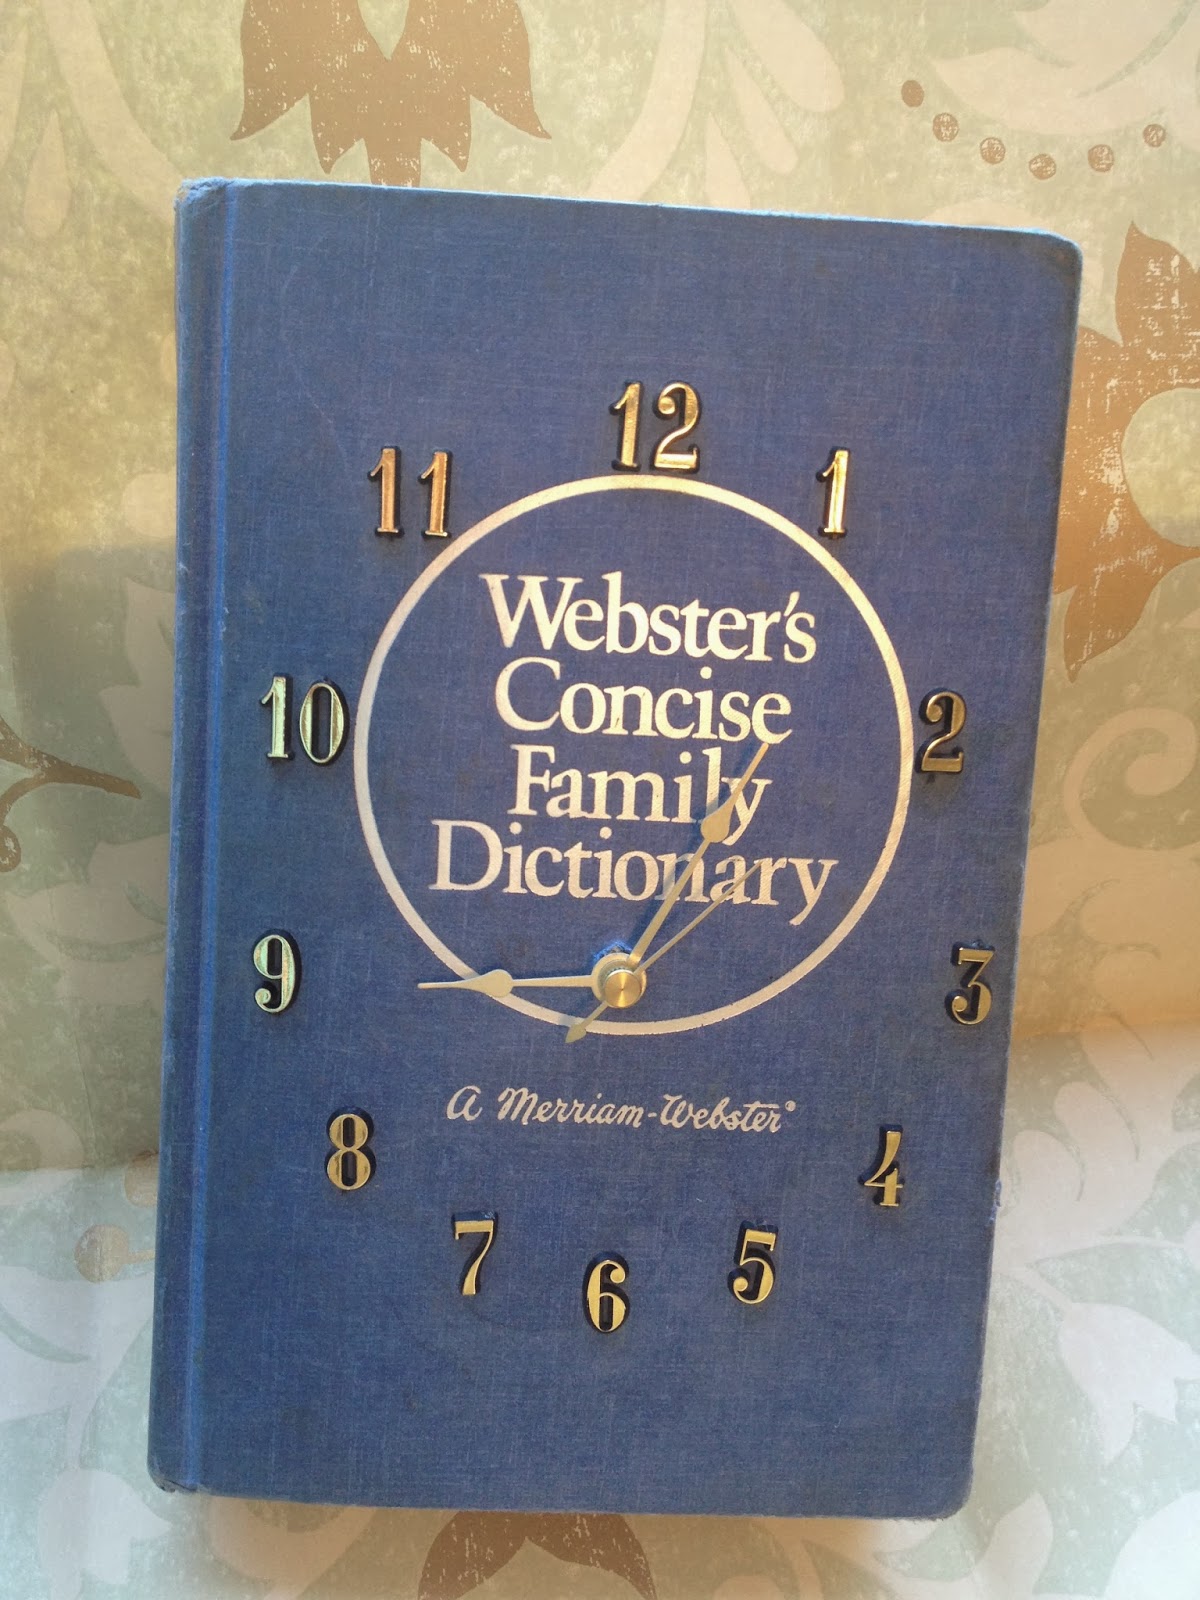 12
11 1
Webster's
Concise
10 2
Family
Dictionary
9 3
A Merriam-Webster®
8 4
7 5
6